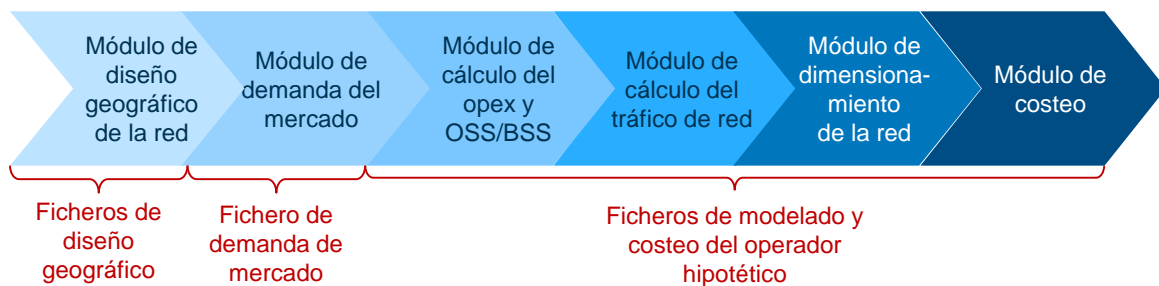 Módulo de
diseño
geográfico
de la red
Módulo de
demanda del
mercado
Módulo de
cálculo del
opex y
OSS/BSS
Módulo de
cálculo del
tráfico de red
Módulo de
dimensiona-
miento
de la red
Módulo de
costeo
Ficheros de
diseño
geográfico
Fichero de
demanda de
mercado
Ficheros de modelado y
costeo del operador
hipotético